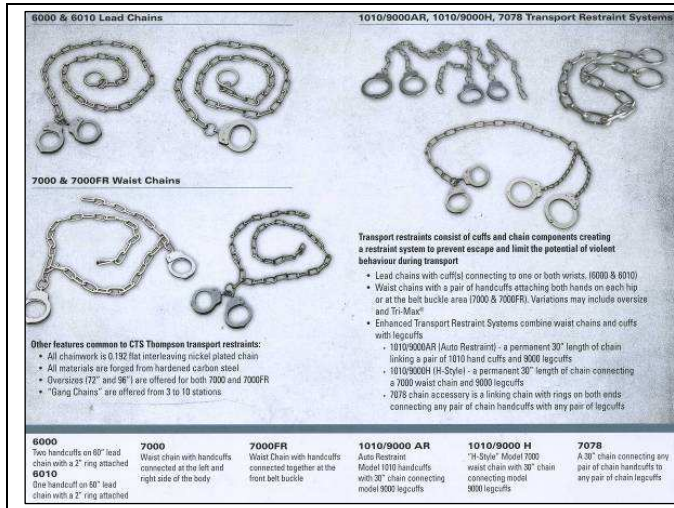 6000 & 6010 Lead Chains
7000 & 7000FR Waist Chains
Other features common to CTS Thompson transport restraints:
• All chainwork is 0.192 flat interleaving nickel plated chain
• All materials are forged from hardened carbon steel
• Oversizes (72" and 96") are offered for both 7000 and 7000FR
• "Gang Chains" are offered from 3 to 10 stations
1010/9000AR, 1010/9000H, 7078 Transport Restraint Systems
Transport restraints consist of cuffs and chain components creating
a restraint system to prevent escape and limit the potential of violent
behaviour during transport
• Lead chains with cuff(s) connecting to one or both wrists. (6000 & 6010)
• Waist chains with a pair of handcuffs attaching both hands on each hip
or at the belt buckle area (7000 & 7000FR). Variations may include oversize
and Tri-Max®
• Enhanced Transport Restraint Systems combine waist chains and cuffs
with legcuffs
• 1010/9000AR (Auto Restraint) - a permanent 30" length of chain
linking a pair of 1010 hand cuffs and 9000 legcuffs
• 1010/9000H (H-Style) - a permanent 30" length of chain connecting
a 7000 waist chain and 9000 legcuffs
• 7078 chain accessory is a linking chain with rings on both ends
connecting any pair of chain handcuffs with any pair of legcuffs
6000
Two handcuffs on 60" lead
chain with a 2" ring attached
6010
One handcuff on 60" lead
chain with a 2" ring attached
7000
Waist chain with handcuffs
connected at the left and
right side of the body
7000FR
Waist Chain with handcuffs
connected together at the
front belt buckle
1010/9000 AR
Auto Restraint
Model 1010 handcuffs
with 30" chain connecting
model 9000 legcuffs
1010/9000 H
"H-Style" Model 7000
waist chain with 30" chain
connecting model
9000 legcuffs
7078
A 30" chain connecting any
pair of chain handcuffs to
any pair of chain legcuffs